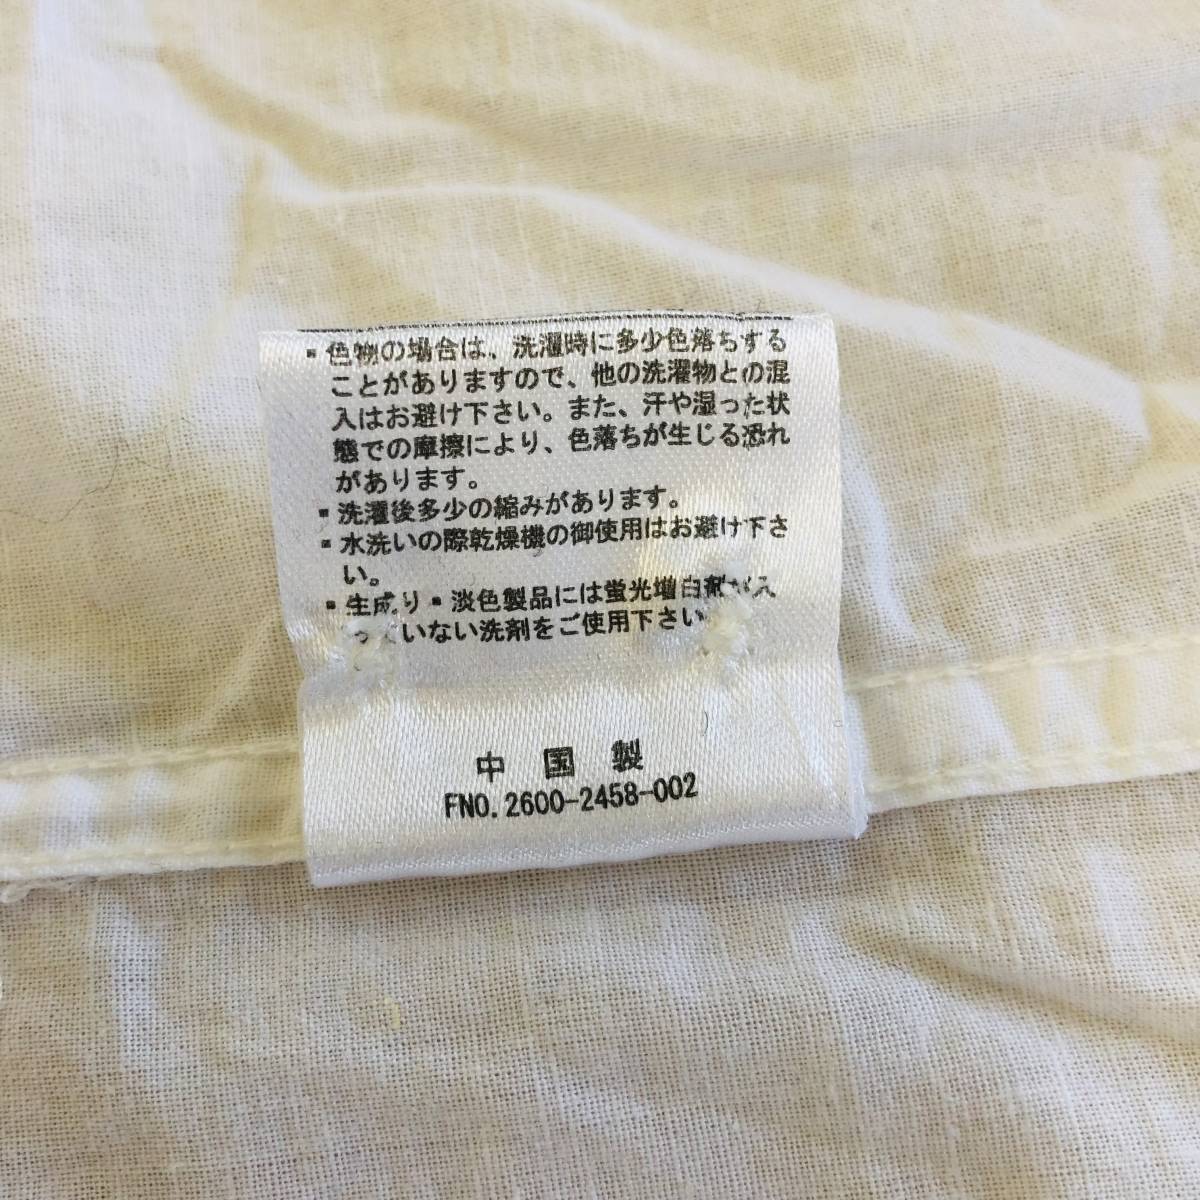 ・色物の場合は、洗濯時に多少色落ちする
ことがありますので、他の洗濯物との混
入はお避け下さい。また、汗や湿った状
態での摩擦により、色落ちが生じる恐れ
があります。
・洗濯後多少の縮みがあります。
・水洗いの際乾燥機の御使用はお避け下さ
い。
・生成り・淡色製品には蛍光増白剤が入
っていない洗剤をご使用下さい
中国製
FNO. 2600-2458-002